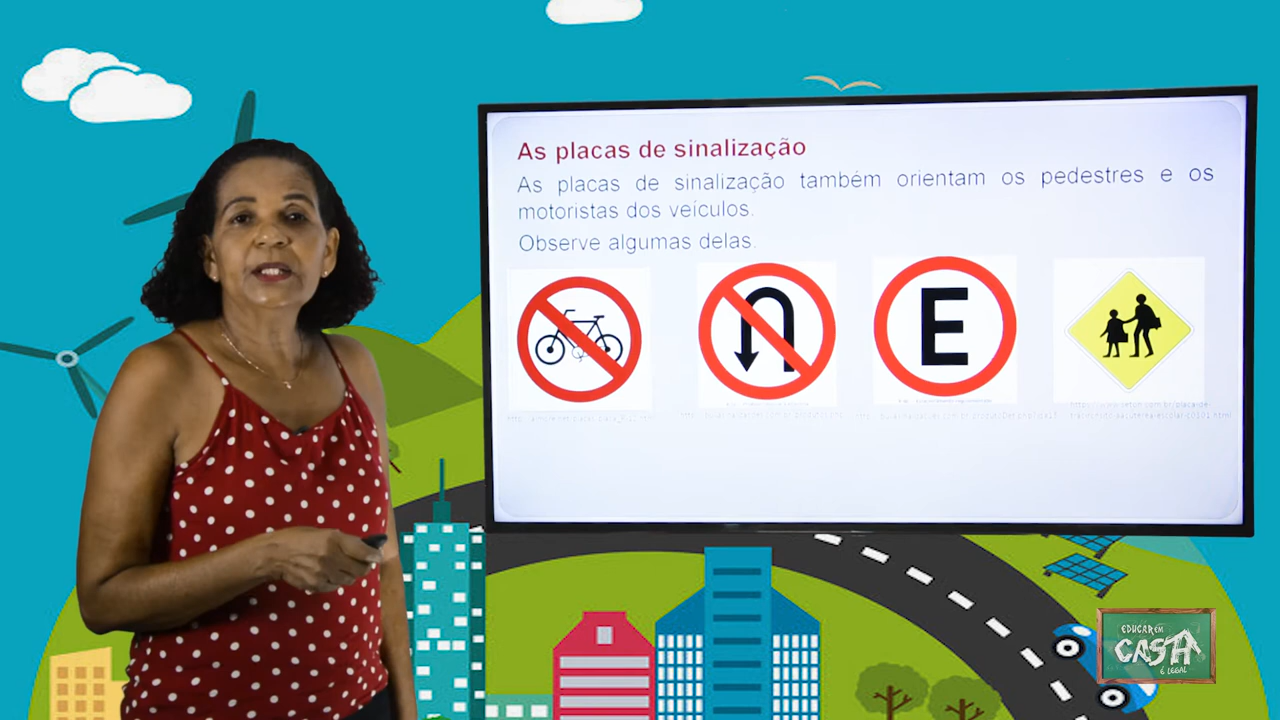 As placas de sinalização
As placas de sinalização também orientam os pedestres e os
motoristas dos veículos.
Observe algumas delas.
E
EDUCAR EM
CASA
É LEGAL